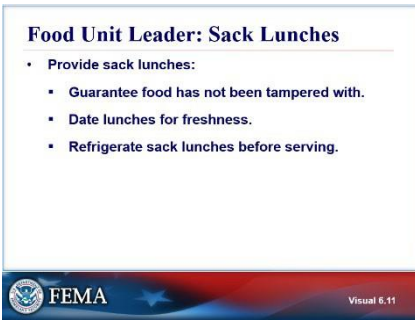 Food Unit Leader: Sack Lunches
• Provide sack lunches:
▪ Guarantee food has not been tampered with.
▪ Date lunches for freshness.
▪ Refrigerate sack lunches before serving.
FEMA
Visual 6.11